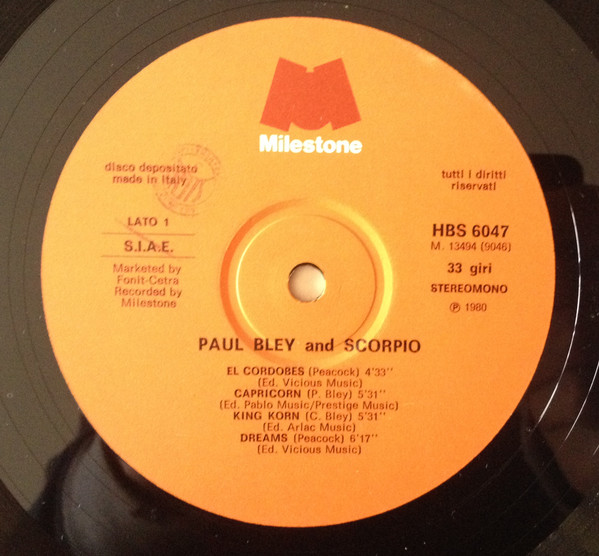 Milestone
disco depositato
made in Italy
tutti i diritti
riservati
LATO 1
S.I.A.E.
Marketed by
Fonit-Cetra
Recorded by
Milestone
HBS 6047
M. 13494 (9046)
33 giri
STEREOMONO
Ⓟ 1980
PAUL BLEY and SCORPIO
EL CORDOBES (Peacock) 4'33''
(Ed. Vicious Music)
CAPRICORN (P. Bley) 5'31''
(Ed. Pablo Music/Prestige Music)
KING KORN (C. Bley) 5'31''
(Ed. Arlac Music)
DREAMS (Peacock) 6'17''
(Ed. Vicious Music)